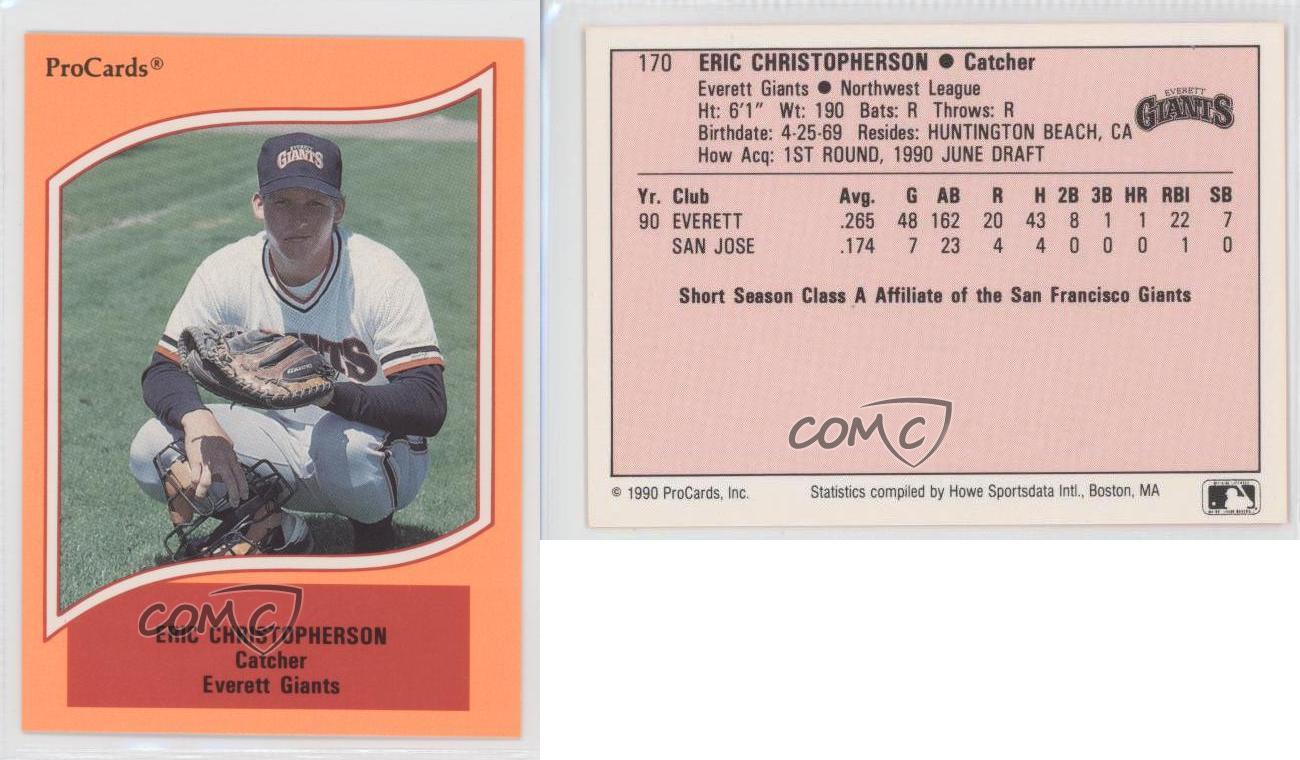 ProCards®
GIANTS
COMC
ERIC CHRISTOPHERSON
Catcher
Everett Giants
170 ERIC CHRISTOPHERSON ● Catcher
Everett Giants ● Northwest League
Ht: 6'1" Wt: 190 Bats: R Throws: R
Birthdate: 4-25-69 Resides: HUNTINGTON BEACH, CA
How Acq: 1ST ROUND, 1990 JUNE DRAFT
EVERETT
GIANTS
Yr. Club Avg. G AB R H 2B 3B HR RBI SB
90 EVERETT .265 48 162 20 43 8 1 1 22 7
SAN JOSE .174 7 23 4 4 0 0 0 1 0
Short Season Class A Affiliate of the San Francisco Giants
COMC
© 1990 ProCards, Inc. Statistics compiled by Howe Sportsdata Intl., Boston, MA